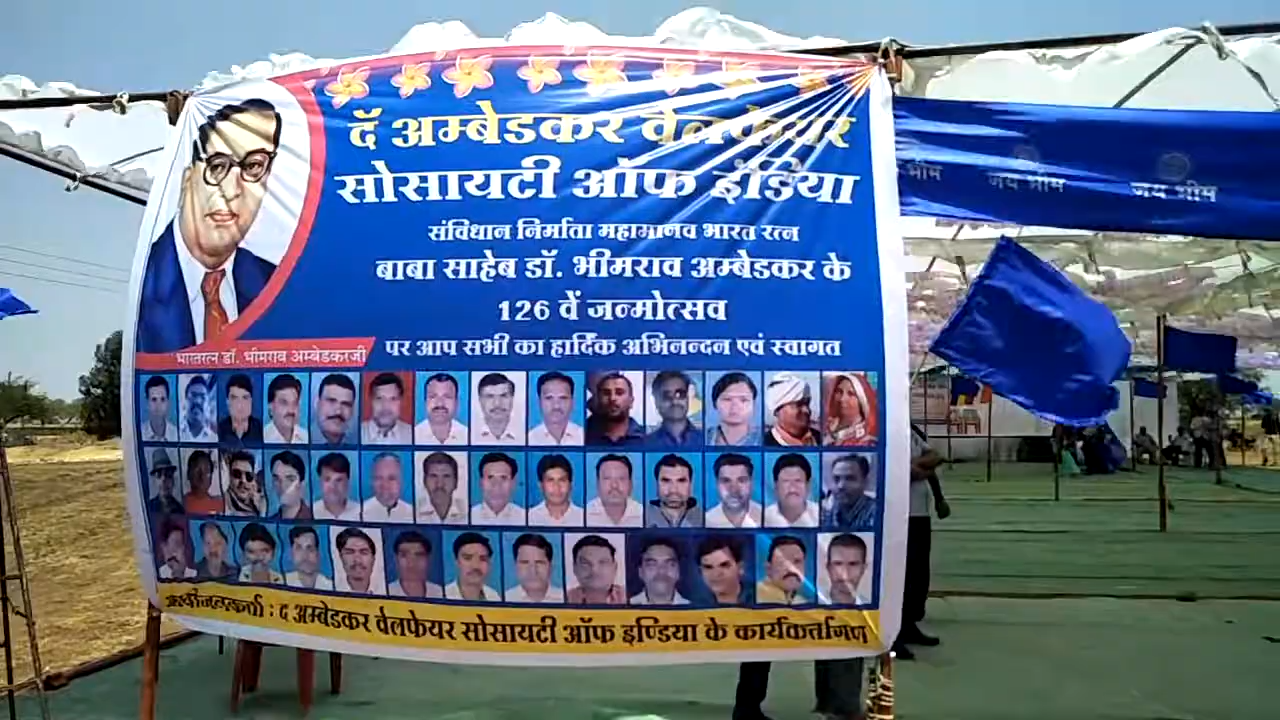 दॅ अम्बेडकर वेलफेयर
सोसायटी ऑफ इंडिया
संविधान निर्माता महामानव भारत रत्न
बाबा साहेब डॉ. भीमराव अम्बेडकर के
126 वें जन्मोत्सव
पर आप सभी का हार्दिक अभिनन्दन एवं स्वागत
भारतरत्न डॉ. भीमराव अम्बेडकरजी
: द अम्बेडकर वेलफेयर सोसायटी ऑफ इण्डिया के कार्यकर्त्तागण
भीम जय भीम जय भीम